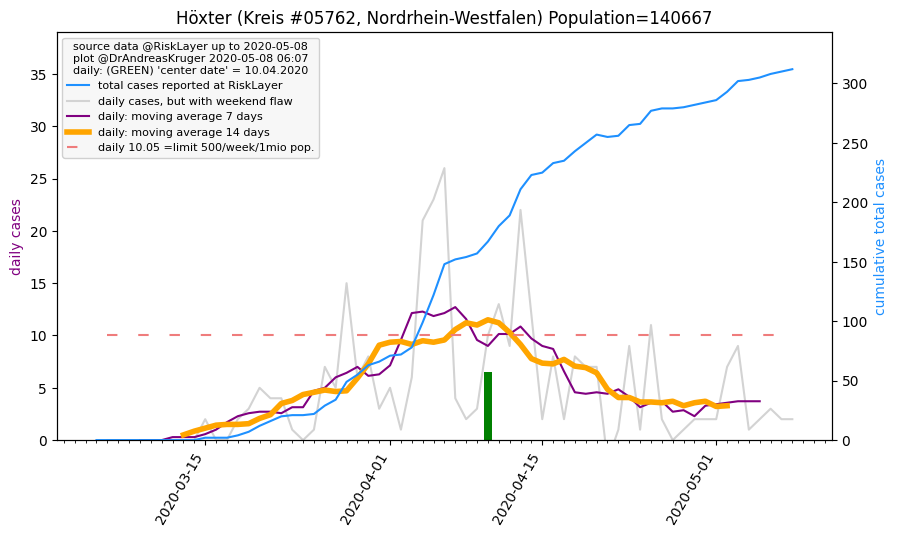 Höxter (Kreis #05762, Nordrhein-Westfalen) Population=140667
source data @RiskLayer up to 2020-05-08
plot @DrAndreasKruger 2020-05-08 06:07
daily: (GREEN) 'center date' = 10.04.2020
total cases reported at RiskLayer
daily cases, but with weekend flaw
daily: moving average 7 days
daily: moving average 14 days
daily 10.05 =limit 500/week/1mio pop.
daily cases
35
30
25
20
15
10
5
0
cumulative total cases
300
250
200
150
100
50
0
2020-03-15
2020-04-01
2020-04-15
2020-05-01